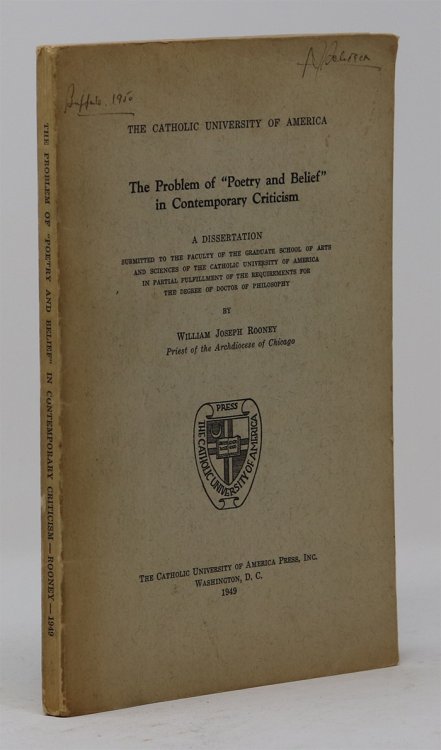 Buffalo. 1950
THE CATHOLIC UNIVERSITY OF AMERICA
The Problem of “Poetry and Belief”
in Contemporary Criticism
A DISSERTATION
SUBMITTED TO THE FACULTY OF THE GRADUATE SCHOOL OF ARTS
AND SCIENCES OF THE CATHOLIC UNIVERSITY OF AMERICA
IN PARTIAL FULFILLMENT OF THE REQUIREMENTS FOR
THE DEGREE OF DOCTOR OF PHILOSOPHY
BY
WILLIAM JOSEPH ROONEY
Priest of the Archdiocese of Chicago
PRESS
THE CATHOLIC UNIVERSITY OF AMERICA
THE CATHOLIC UNIVERSITY OF AMERICA PRESS, INC.
WASHINGTON, D. C.
1949
THE PROBLEM OF “POETRY AND BELIEF” IN CONTEMPORARY CRITICISM — ROONEY — 1949